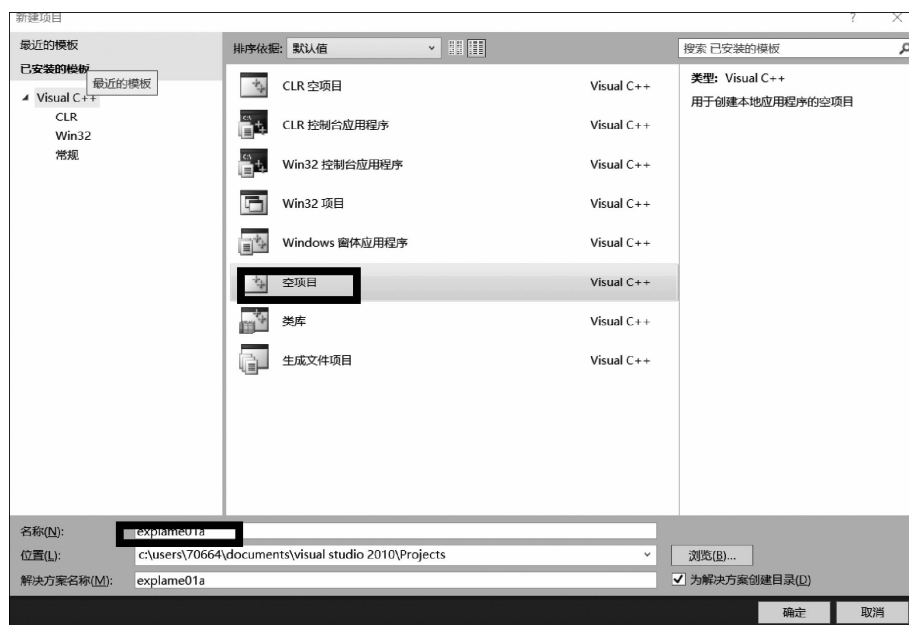 新建项目
?
最近的模板
已安装的模板
最近的模板
Visual C++
CLR
Win32
常规
排序依据: 默认值
CLR 空项目 Visual C++
CLR 控制台应用程序 Visual C++
Win32 控制台应用程序 Visual C++
Win32 项目 Visual C++
Windows 窗体应用程序 Visual C++
空项目 Visual C++
类库 Visual C++
生成文件项目 Visual C++
搜索 已安装的模板
类型: Visual C++
用于创建本地应用程序的空项目
名称(N): explame01a
位置(L): c:\users\70664\documents\visual studio 2010\Projects
浏览(B)...
解决方案名称(M): explame01a
为解决方案创建目录(D)
确定 取消